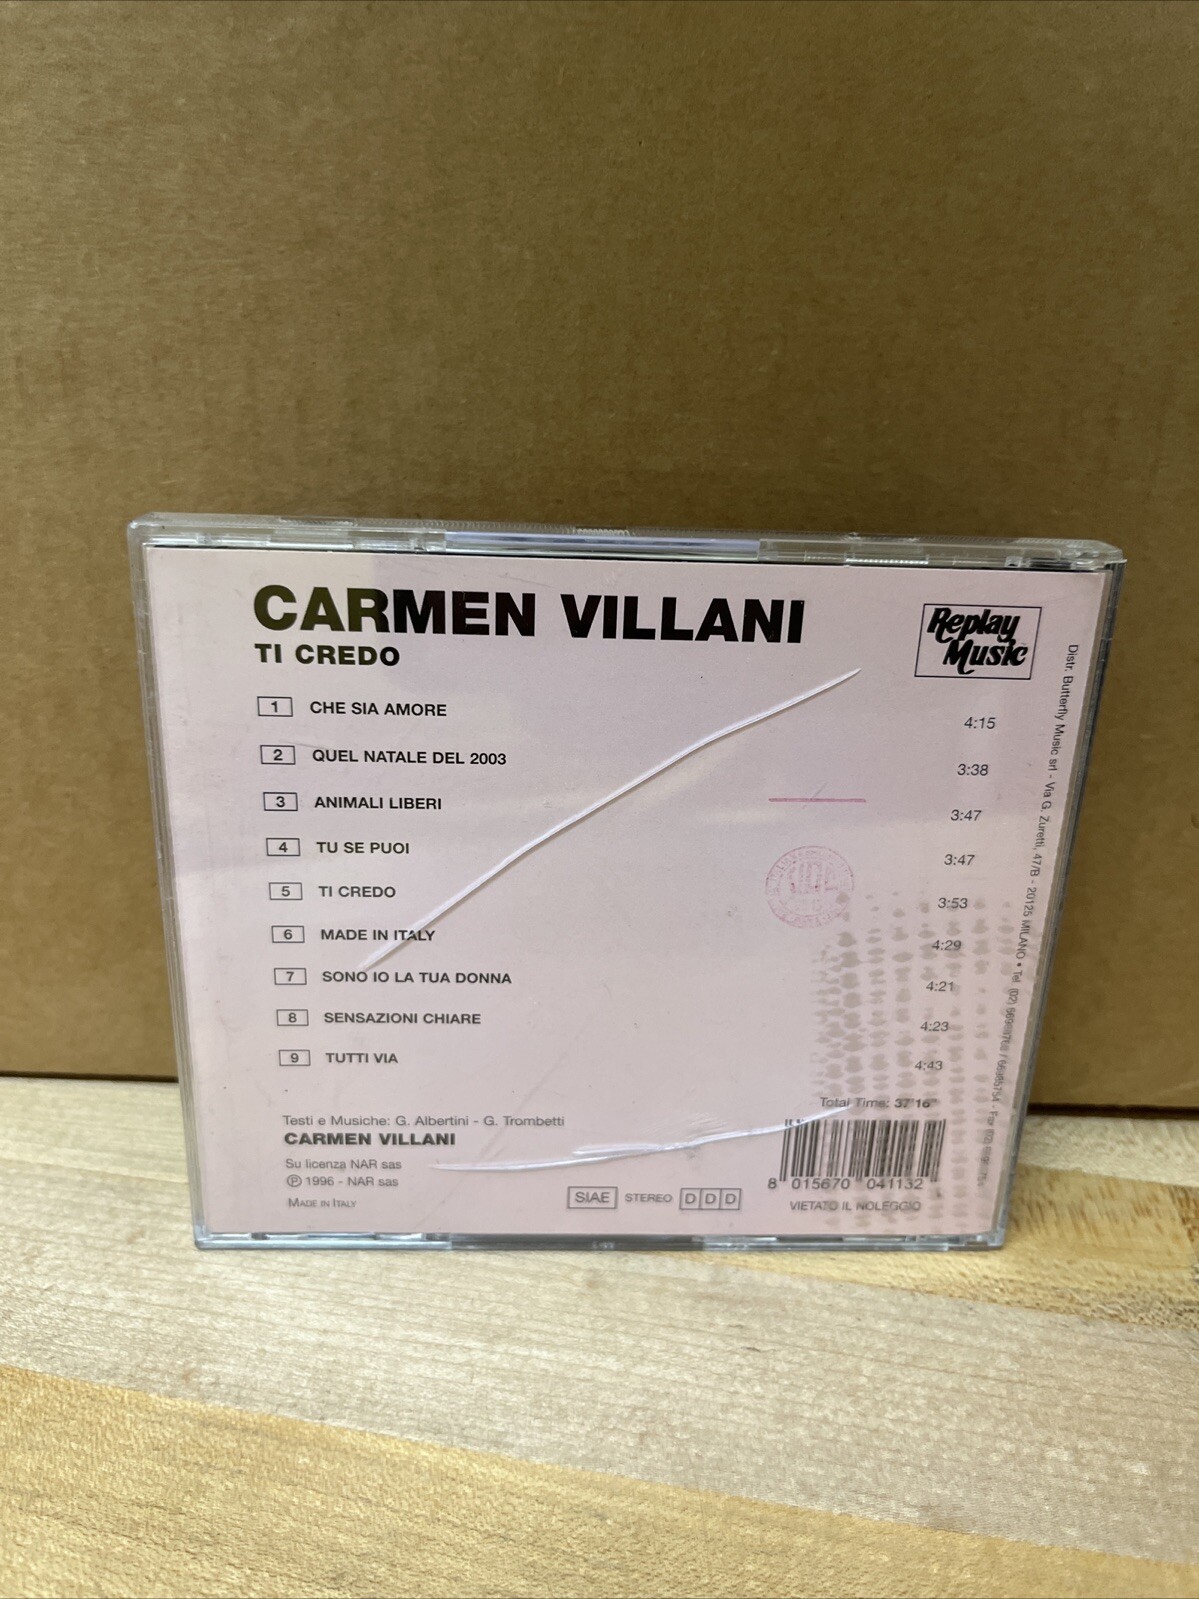 CARMEN VILLANI
TI CREDO
Replay
Music
1 CHE SIA AMORE 4:15
2 QUEL NATALE DEL 2003 3:38
3 ANIMALI LIBERI 3:47
4 TU SE PUOI 3:47
5 TI CREDO 3:53
6 MADE IN ITALY 4:29
7 SONO IO LA TUA DONNA 4:21
8 SENSAZIONI CHIARE 4:23
9 TUTTI VIA 4:43
Total Time: 37'16"
Testi e Musiche: G. Albertini - G. Trombetti
CARMEN VILLANI
Su licenza NAR sas
℗ 1996 - NAR sas
MADE IN ITALY
SIAE STEREO D D D
8 015670 041132
VIETATO IL NOLEGGIO
Distr. Butterfly Music srl - Via G. Zuretti, 47/B - 20125 MILANO • Tel. (02)